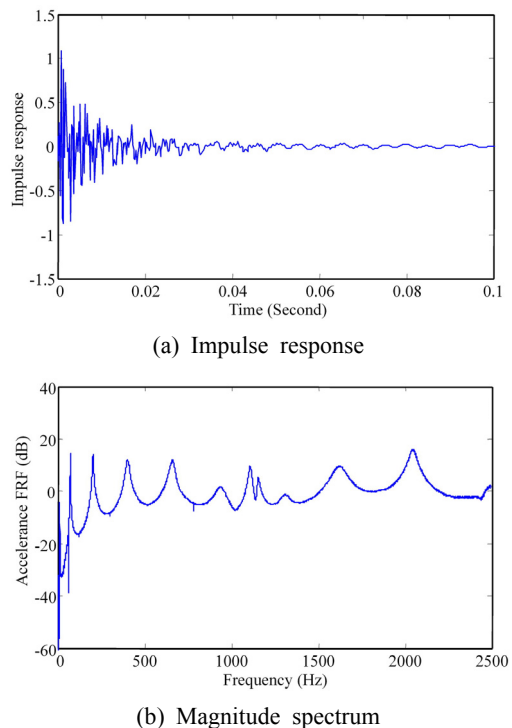 1.5
1
0.5
0
-0.5
-1
-1.5
Impulse response
0 0.02 0.04 0.06 0.08 0.1
Time (Second)
(a) Impulse response
40
20
0
-20
-40
-60
Accelerance FRF (dB)
0 500 1000 1500 2000 2500
Frequency (Hz)
(b) Magnitude spectrum